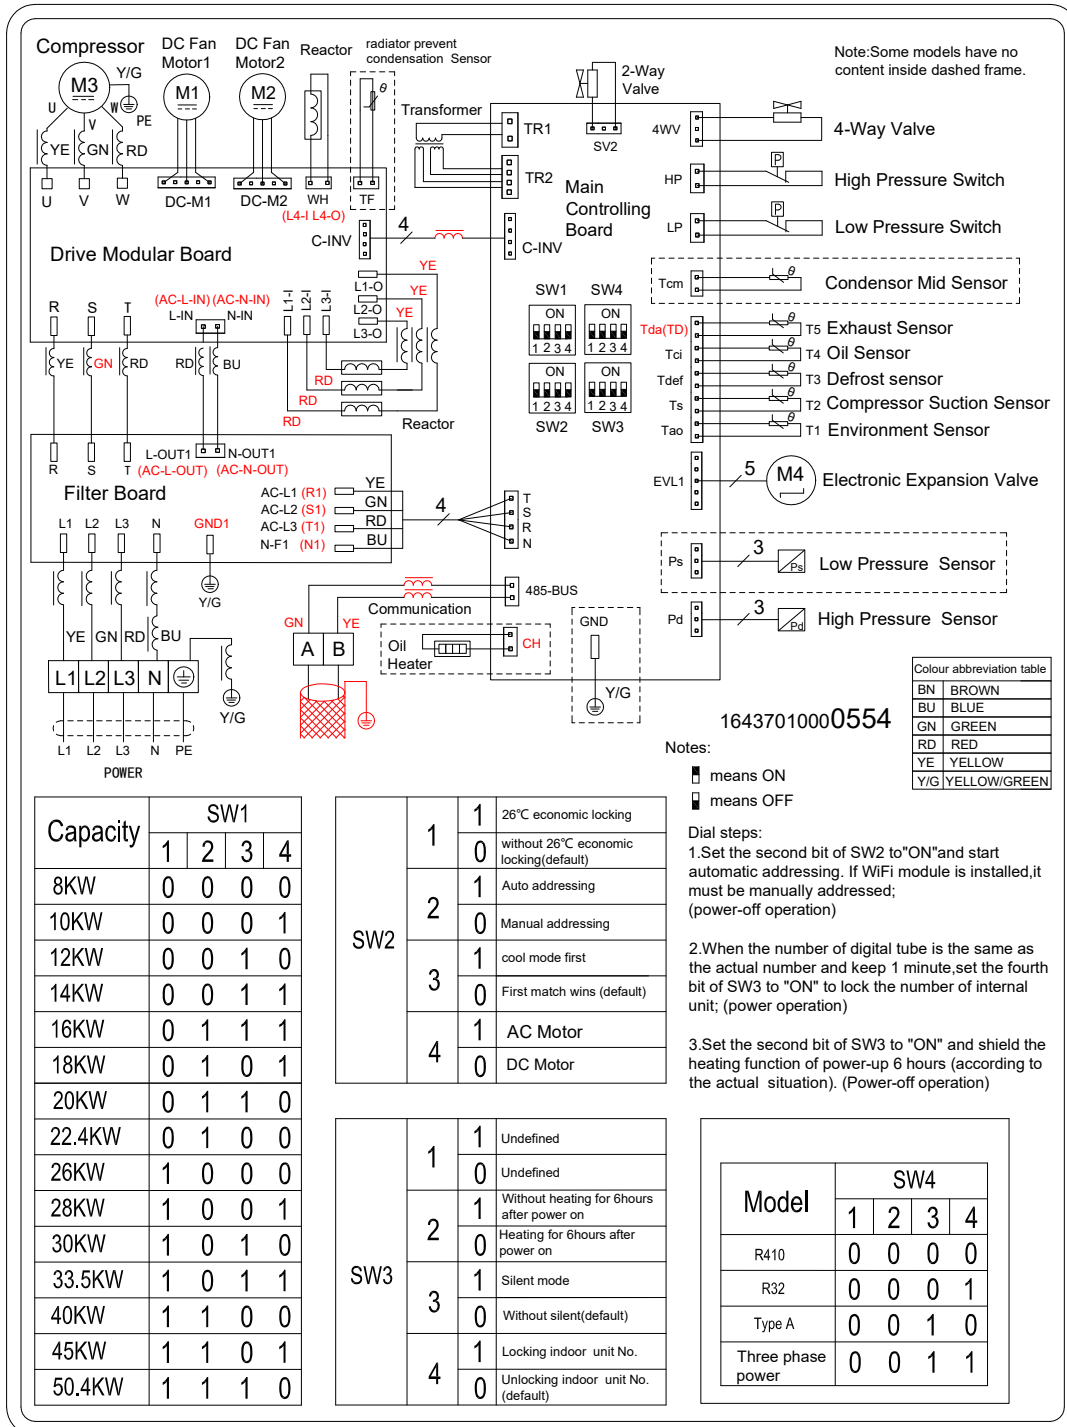 Compressor
DC Fan
Motor1
DC Fan
Motor2
Reactor
radiator prevent
condensation Sensor
Note:Some models have no
content inside dashed frame.
M3
Y/G
PE
M1
M2
θ
U
V
W
YE
GN
RD
U
V
W
DC-M1
DC-M2
WH
TF
(L4-I L4-O)
Transformer
TR1
TR2
2-Way
Valve
SV2
Main
Controlling
Board
4WV
4-Way Valve
HP
P
High Pressure Switch
LP
P
Low Pressure Switch
C-INV
4
C-INV
Drive Modular Board
Tcm
θ
Condensor Mid Sensor
R
S
T
(AC-L-IN) (AC-N-IN)
L-IN
N-IN
L1-I
L2-I
L3-I
L1-O
L2-O
L3-O
YE
YE
YE
YE
GN
RD
RD
BU
RD
RD
RD
Reactor
SW1
SW4
ON
ON
1 2 3 4
1 2 3 4
ON
ON
1 2 3 4
1 2 3 4
SW2
SW3
Tda(TD)
θ
T5 Exhaust Sensor
Tci
θ
T4 Oil Sensor
Tdef
θ
T3 Defrost sensor
Ts
θ
T2 Compressor Suction Sensor
Tao
θ
T1 Environment Sensor
EVL1
5
M4
Electronic Expansion Valve
R
S
T
L-OUT1
N-OUT1
(AC-L-OUT)
(AC-N-OUT)
Filter Board
L1
L2
L3
N
GND1
Y/G
AC-L1 (R1)
AC-L2 (S1)
AC-L3 (T1)
N-F1 (N1)
YE
GN
RD
BU
4
T
S
R
N
Ps
3
Ps
Low Pressure Sensor
Pd
3
Pd
High Pressure Sensor
485-BUS
Communication
GN
YE
A
B
Oil
Heater
CH
GND
Y/G
YE
GN
RD
BU
L1
L2
L3
N
Y/G
L1
L2
L3
N
PE
POWER
16437010000554
Colour abbreviation table
BN BROWN
BU BLUE
GN GREEN
RD RED
YE YELLOW
Y/G YELLOW/GREEN
Notes:
means ON
means OFF
Dial steps:
1.Set the second bit of SW2 to"ON"and start
automatic addressing. If WiFi module is installed,it
must be manually addressed;
(power-off operation)
2.When the number of digital tube is the same as
the actual number and keep 1 minute,set the fourth
bit of SW3 to "ON" to lock the number of internal
unit; (power operation)
3.Set the second bit of SW3 to "ON" and shield the
heating function of power-up 6 hours (according to
the actual situation). (Power-off operation)
Capacity SW1
1 2 3 4
8KW 0 0 0 0
10KW 0 0 0 1
12KW 0 0 1 0
14KW 0 0 1 1
16KW 0 1 1 1
18KW 0 1 0 1
20KW 0 1 1 0
22.4KW 0 1 0 0
26KW 1 0 0 0
28KW 1 0 0 1
30KW 1 0 1 0
33.5KW 1 0 1 1
40KW 1 1 0 0
45KW 1 1 0 1
50.4KW 1 1 1 0
SW2
1
1 26℃ economic locking
0 without 26℃ economic
locking(default)
2
1 Auto addressing
0 Manual addressing
3
1 cool mode first
0 First match wins (default)
4
1 AC Motor
0 DC Motor
SW3
1
1 Undefined
0 Undefined
2
1 Without heating for 6hours
after power on
0 Heating for 6hours after
power on
3
1 Silent mode
0 Without silent(default)
4
1 Locking indoor unit No.
0 Unlocking indoor unit No.
(default)
Model SW4
1 2 3 4
R410 0 0 0 0
R32 0 0 0 1
Type A 0 0 1 0
Three phase
power 0 0 1 1